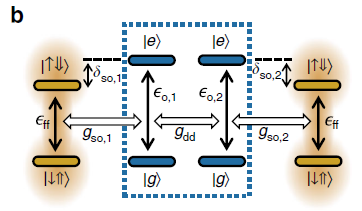 b
|e⟩ |e⟩
|↑⇓⟩ δso,1 δso,2 |↑⇓⟩
ϵff ϵo,1 ϵo,2 ϵff
gso,1 gdd gso,2
|↓⇑⟩ |g⟩ |g⟩ |↓⇑⟩